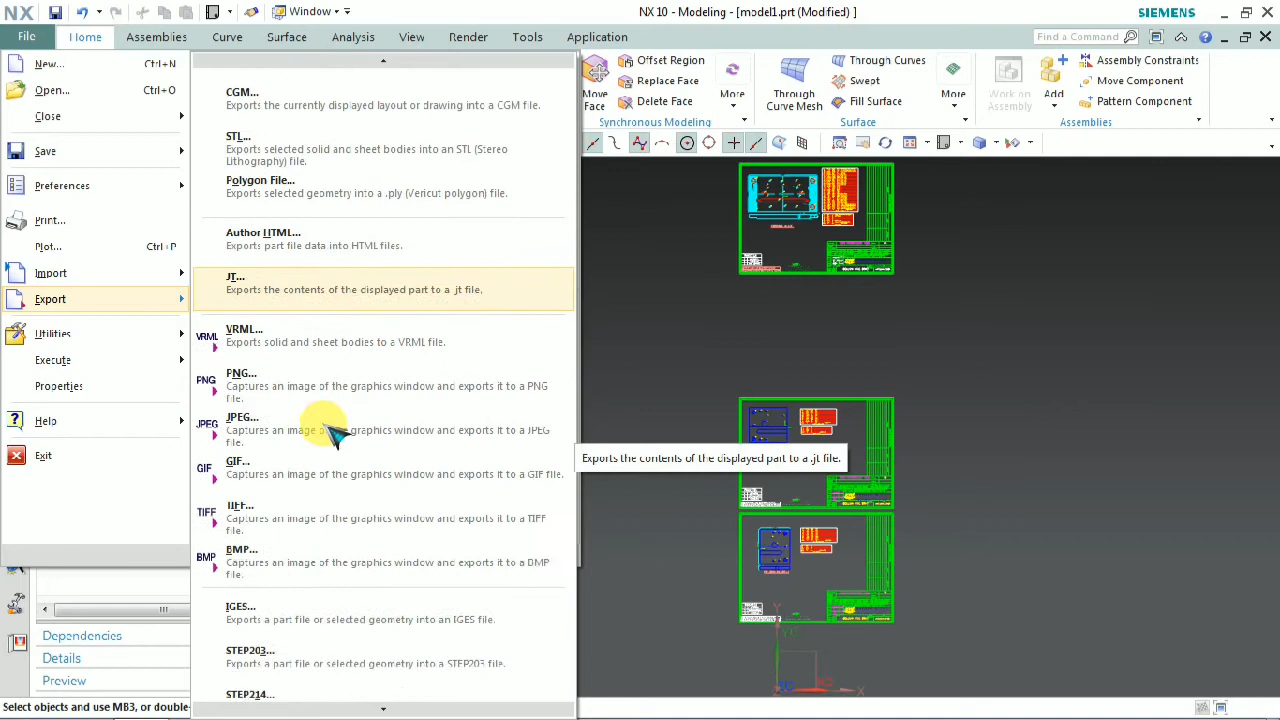 NX
Window
NX 10 - Modeling - [model1.prt (Modified) ]
SIEMENS
File
Home
Assemblies
Curve
Surface
Analysis
View
Render
Tools
Application
Find a Command
New...
Ctrl+N
Open...
Ctrl+O
Close
Save
Preferences
Print...
Plot...
Ctrl+P
Import
Export
Utilities
Execute
Properties
Help
Exit
CGM...
Exports the currently displayed layout or drawing into a CGM file.
STL...
Exports selected solid and sheet bodies into an STL (Stereo
Lithography) file.
Polygon File...
Exports selected geometry into a .ply (Vericut polygon) file.
Author HTML...
Exports part file data into HTML files.
JT...
Exports the contents of the displayed part to a .jt file.
VRML
VRML...
Exports solid and sheet bodies to a VRML file.
PNG
PNG...
Captures an image of the graphics window and exports it to a PNG
file.
JPEG
JPEG...
Captures an image of the graphics window and exports it to a JPEG
file.
GIF
GIF...
Captures an image of the graphics window and exports it to a GIF file.
TIFF
TIFF...
Captures an image of the graphics window and exports it to a TIFF
file.
BMP
BMP...
Captures an image of the graphics window and exports it to a BMP
file.
IGES...
Exports a part file or selected geometry into an IGES file.
STEP203...
Exports a part file or selected geometry into a STEP203 file.
STEP214...
Move
Face
Offset Region
Replace Face
Delete Face
More
Synchronous Modeling
Through
Curve Mesh
Through Curves
Swept
Fill Surface
More
Surface
Work on
Assembly
Add
Assembly Constraints
Move Component
Pattern Component
Assemblies
Exports the contents of the displayed part to a .jt file.
Y
YC
X
Dependencies
Details
Preview
Select objects and use MB3, or double-